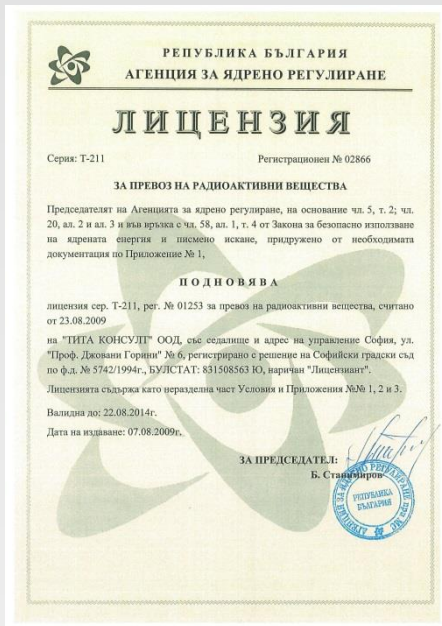 РЕПУБЛИКА БЪЛГАРИЯ
АГЕНЦИЯ ЗА ЯДРЕНО РЕГУЛИРАНЕ
ЛИЦЕНЗИЯ
Серия: Т-211 Регистрационен № 02866
ЗА ПРЕВОЗ НА РАДИОАКТИВНИ ВЕЩЕСТВА
Председателят на Агенцията за ядрено регулиране, на основание чл. 5, т. 2; чл.
20, ал. 2 и ал. 3 и във връзка с чл. 58, ал. 1, т. 4 от Закона за безопасно използване
на ядрената енергия и писмено искане, придружено от необходимата
документация по Приложение № 1,
ПОДНОВЯВА
лицензия сер. Т-211, рег. № 01253 за превоз на радиоактивни вещества, считано
от 23.08.2009
на "ТИТА КОНСУЛТ" ООД, със седалище и адрес на управление София, ул.
"Проф. Джовани Горини" № 6, регистрирано с решение на Софийски градски съд
по ф.д. № 5742/1994г., БУЛСТАТ: 831508563 Ю, наричан "Лицензиант".
Лицензията съдържа като неразделна част Условия и Приложения №№ 1, 2 и 3.
Валидна до: 22.08.2014г.
Дата на издаване: 07.08.2009г.
ЗА ПРЕДСЕДАТЕЛ:
Б. Станимиров
АГЕНЦИЯ ЗА ЯДРЕНО РЕГУЛИРАНЕ при МС
РЕПУБЛИКА
БЪЛГАРИЯ